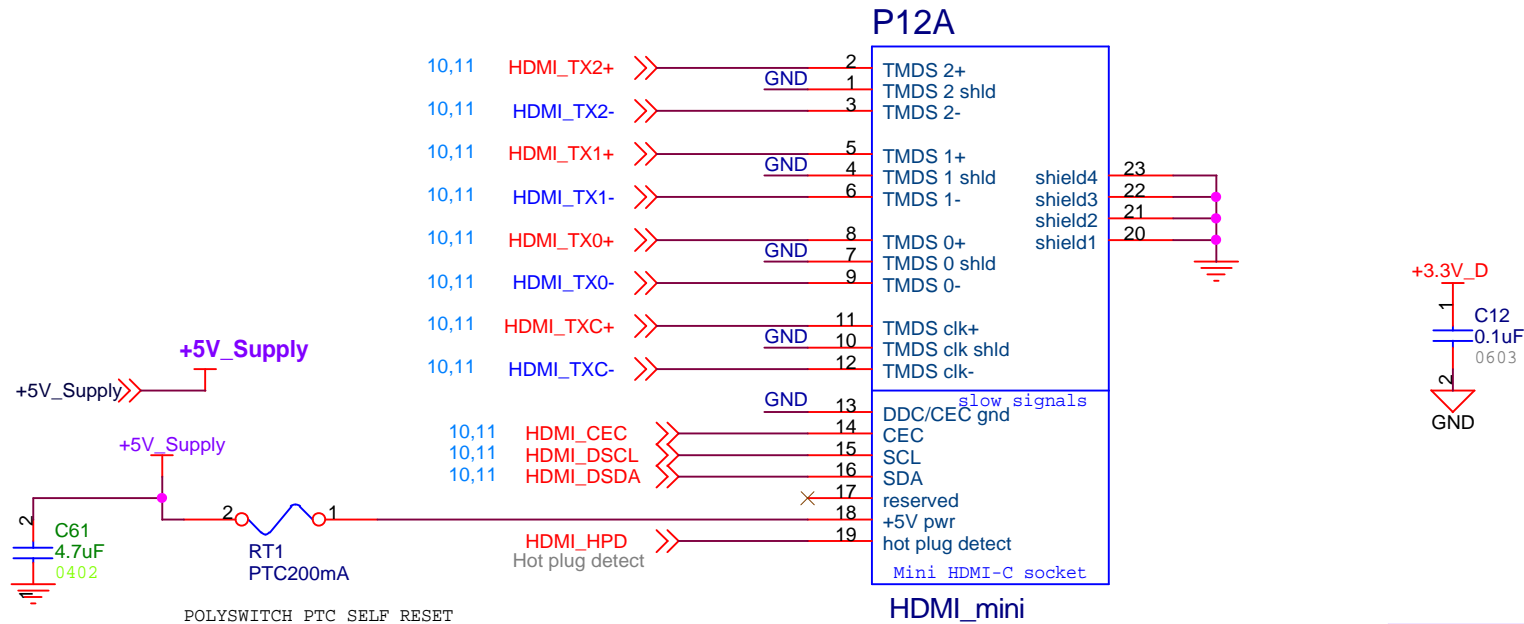 P12A
10,11 HDMI_TX2+ 2 TMDS 2+
GND 1 TMDS 2 shld
10,11 HDMI_TX2- 3 TMDS 2-
10,11 HDMI_TX1+ 5 TMDS 1+
GND 4 TMDS 1 shld shield4 23
10,11 HDMI_TX1- 6 TMDS 1- shield3 22
shield2 21
10,11 HDMI_TX0+ 8 TMDS 0+ shield1 20
GND 7 TMDS 0 shld
10,11 HDMI_TX0- 9 TMDS 0-
10,11 HDMI_TXC+ 11 TMDS clk+
GND 10 TMDS clk shld
10,11 HDMI_TXC- 12 TMDS clk-
slow signals
GND 13 DDC/CEC gnd
10,11 HDMI_CEC 14 CEC
10,11 HDMI_DSCL 15 SCL
10,11 HDMI_DSDA 16 SDA
17 reserved
18 +5V pwr
HDMI_HPD 19 hot plug detect
Hot plug detect
Mini HDMI-C socket
HDMI_mini
+5V_Supply
+5V_Supply
+5V_Supply
2
C61
4.7uF
0402
1
2 1
RT1
PTC200mA
POLYSWITCH PTC SELF RESET
+3.3V_D
1
C12
0.1uF
0603
2
GND